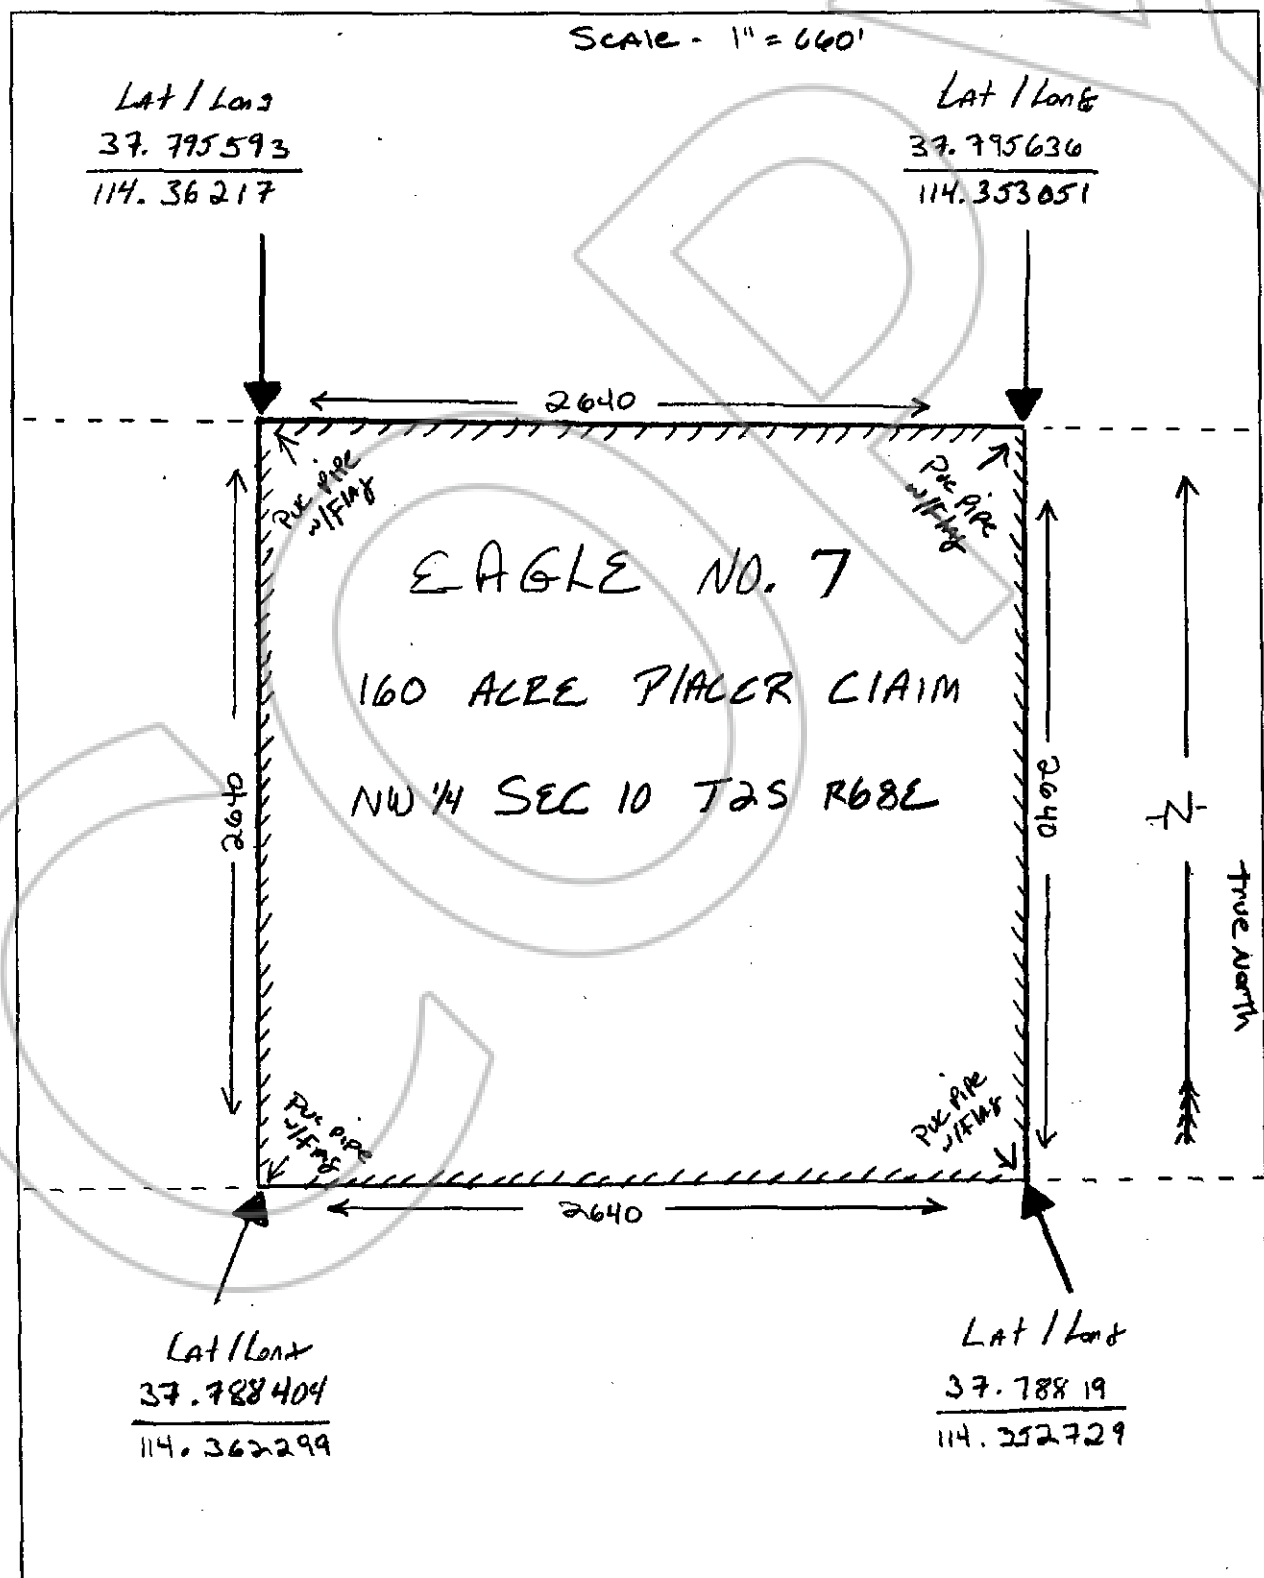 SCAle - 1" = 660'
LAt / Long
37.795593
114.36217
LAt / Long
37.795636
114.353051
2640
PVC PiPe
w/Flag
PVC PiPe
w/Flag
EAGLE NO. 7
160 ACRE PlACER ClAIM
NW 1/4 SEC 10 T2S R68E
2640
2640
N
True North
PVC PiPe
w/Flag
PVC PiPe
w/Flag
2640
LAt / Long
37.788404
114.362299
LAt / Long
37.78819
114.352729
COPY